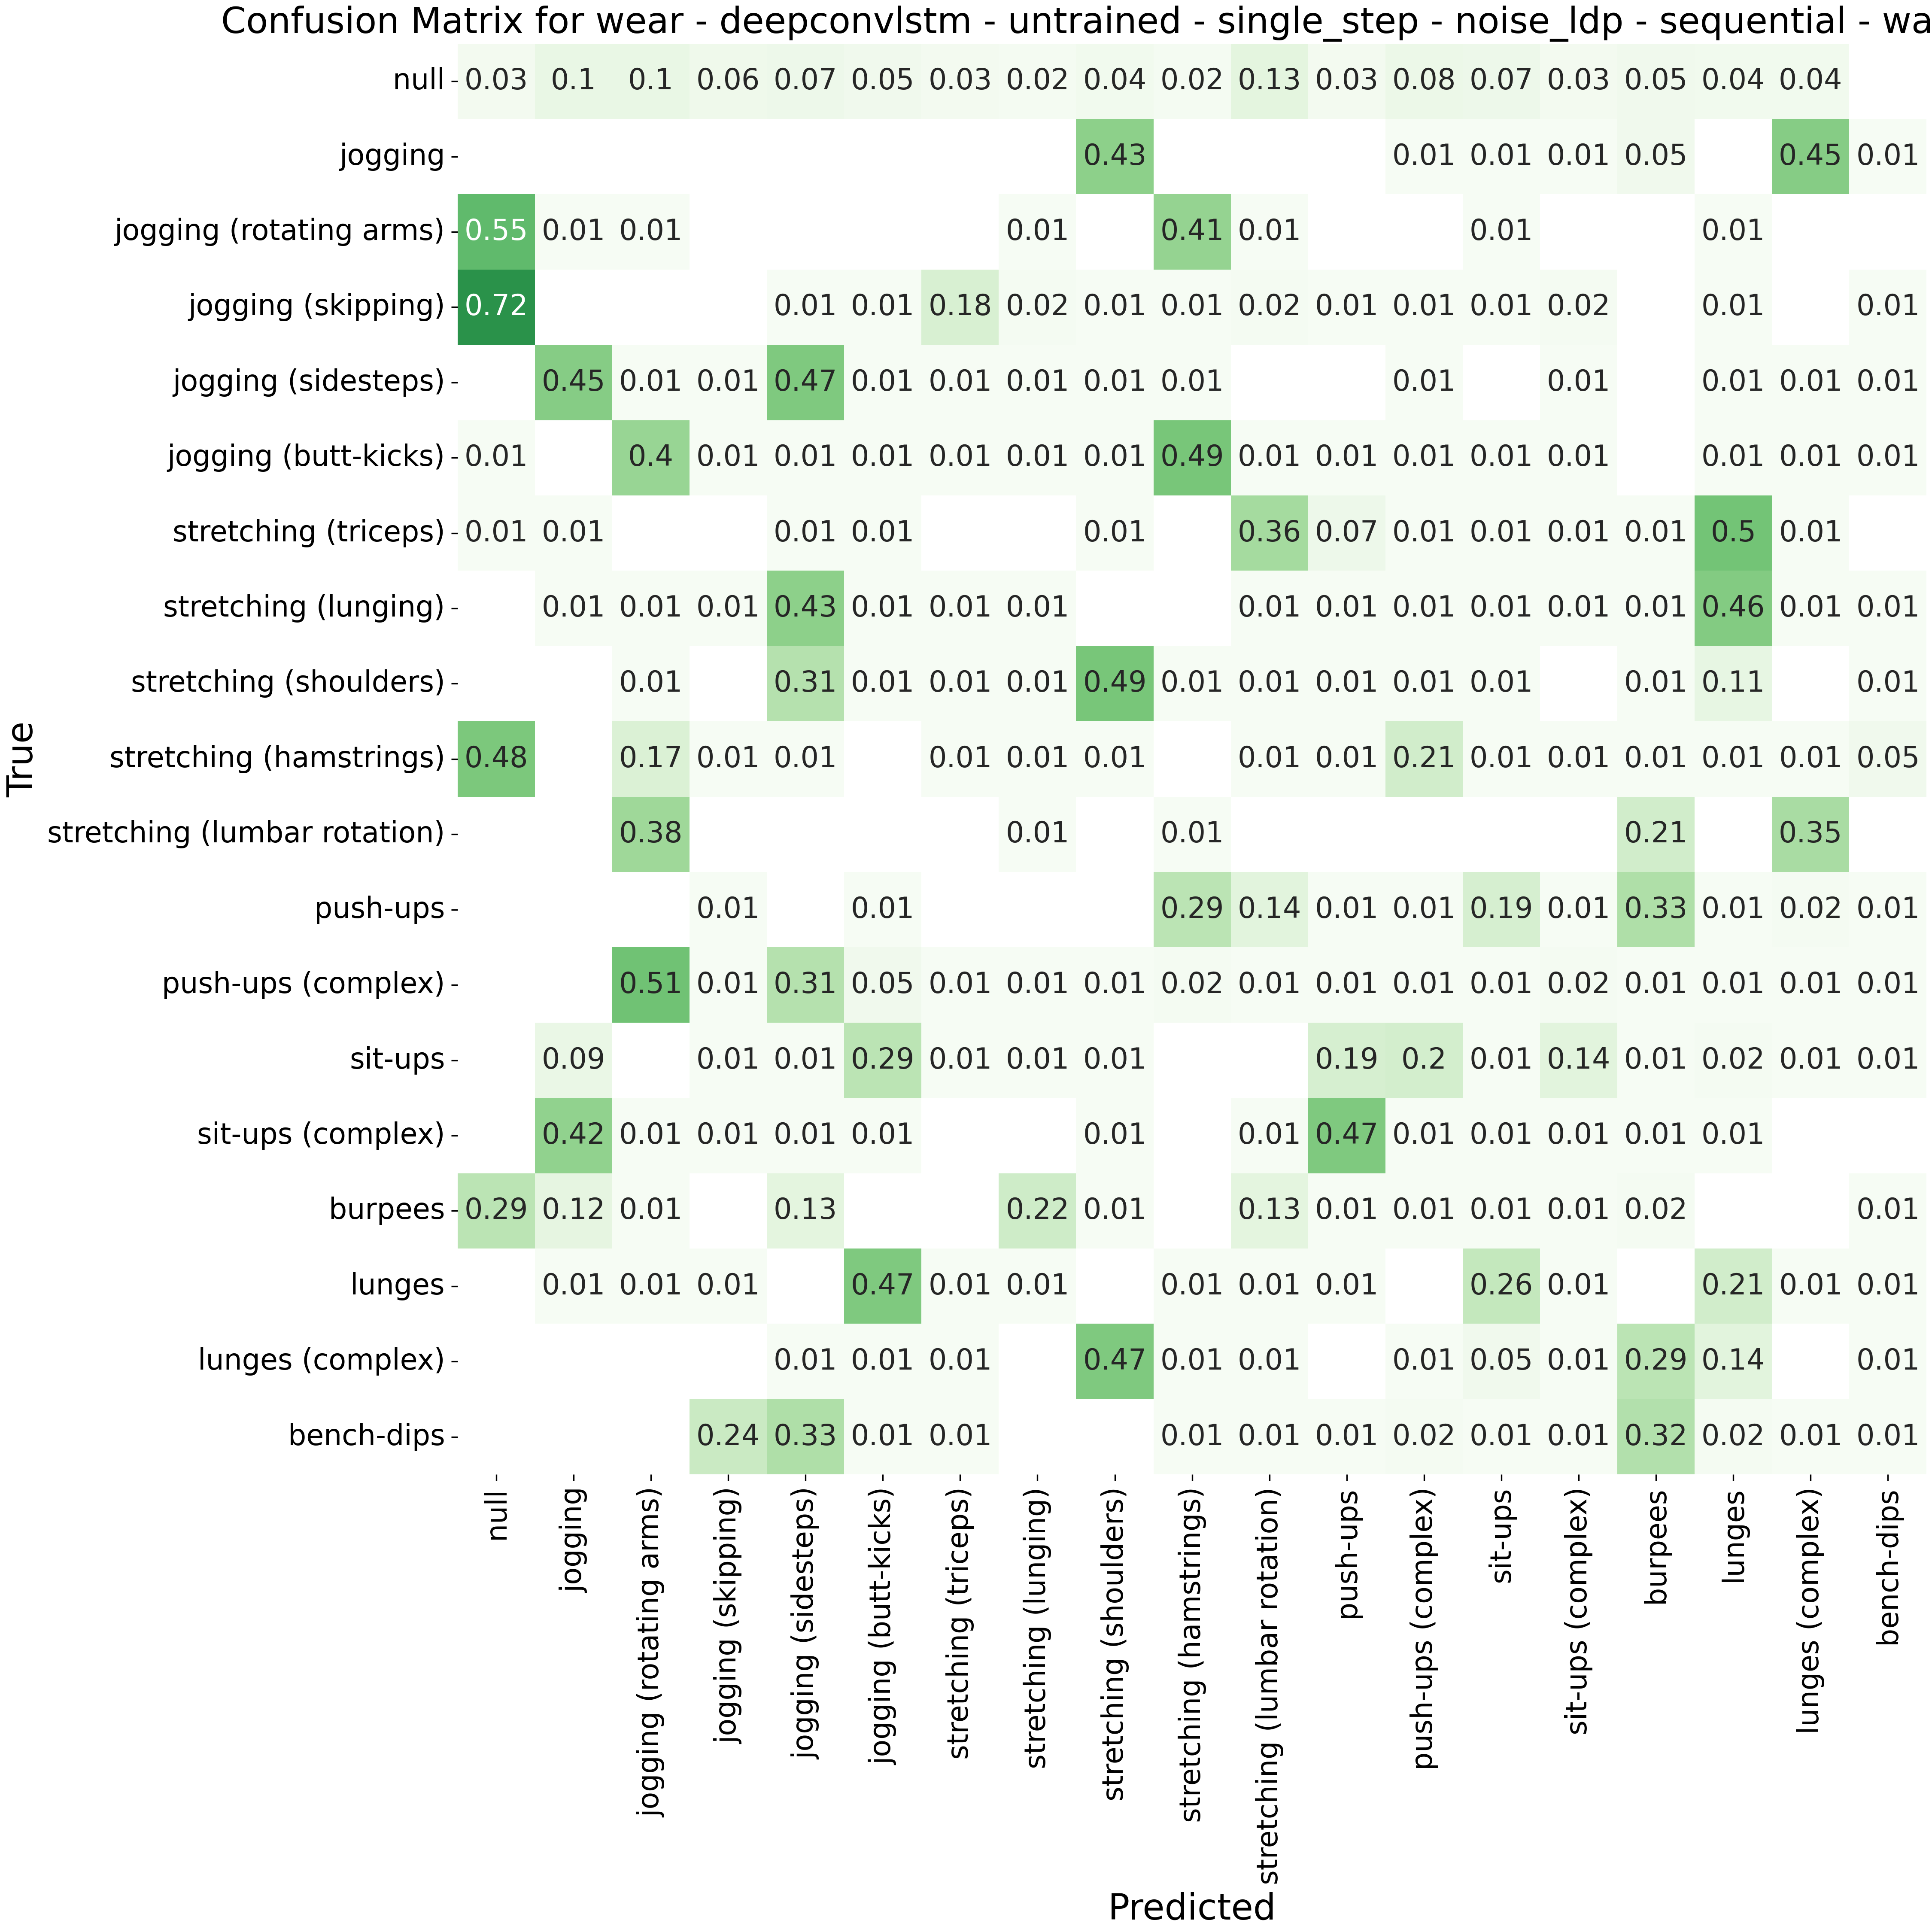 Confusion Matrix for wear - deepconvlstm - untrained - single_step - noise_ldp - sequential - wa
null 0.03 0.1 0.1 0.06 0.07 0.05 0.03 0.02 0.04 0.02 0.13 0.03 0.08 0.07 0.03 0.05 0.04 0.04
jogging 0.43 0.01 0.01 0.01 0.05 0.45 0.01
jogging (rotating arms) 0.55 0.01 0.01 0.01 0.41 0.01 0.01 0.01
jogging (skipping) 0.72 0.01 0.01 0.18 0.02 0.01 0.01 0.02 0.01 0.01 0.01 0.02 0.01 0.01
jogging (sidesteps) 0.45 0.01 0.01 0.47 0.01 0.01 0.01 0.01 0.01 0.01 0.01 0.01 0.01 0.01
jogging (butt-kicks) 0.01 0.4 0.01 0.01 0.01 0.01 0.01 0.01 0.49 0.01 0.01 0.01 0.01 0.01 0.01 0.01 0.01
stretching (triceps) 0.01 0.01 0.01 0.01 0.01 0.36 0.07 0.01 0.01 0.01 0.01 0.5 0.01
stretching (lunging) 0.01 0.01 0.01 0.43 0.01 0.01 0.01 0.01 0.01 0.01 0.01 0.01 0.01 0.46 0.01 0.01
stretching (shoulders) 0.01 0.31 0.01 0.01 0.01 0.49 0.01 0.01 0.01 0.01 0.01 0.01 0.11 0.01
stretching (hamstrings) 0.48 0.17 0.01 0.01 0.01 0.01 0.01 0.01 0.01 0.21 0.01 0.01 0.01 0.01 0.01 0.05
stretching (lumbar rotation) 0.38 0.01 0.01 0.21 0.35
push-ups 0.01 0.01 0.29 0.14 0.01 0.01 0.19 0.01 0.33 0.01 0.02 0.01
push-ups (complex) 0.51 0.01 0.31 0.05 0.01 0.01 0.01 0.02 0.01 0.01 0.01 0.01 0.02 0.01 0.01 0.01 0.01
sit-ups 0.09 0.01 0.01 0.29 0.01 0.01 0.01 0.19 0.2 0.01 0.14 0.01 0.02 0.01 0.01
sit-ups (complex) 0.42 0.01 0.01 0.01 0.01 0.01 0.01 0.47 0.01 0.01 0.01 0.01 0.01
burpees 0.29 0.12 0.01 0.13 0.22 0.01 0.13 0.01 0.01 0.01 0.01 0.02 0.01
lunges 0.01 0.01 0.01 0.47 0.01 0.01 0.01 0.01 0.01 0.26 0.01 0.21 0.01 0.01
lunges (complex) 0.01 0.01 0.01 0.47 0.01 0.01 0.01 0.05 0.01 0.29 0.14 0.01
bench-dips 0.24 0.33 0.01 0.01 0.01 0.01 0.01 0.02 0.01 0.01 0.32 0.02 0.01 0.01
True
null
jogging
jogging (rotating arms)
jogging (skipping)
jogging (sidesteps)
jogging (butt-kicks)
stretching (triceps)
stretching (lunging)
stretching (shoulders)
stretching (hamstrings)
stretching (lumbar rotation)
push-ups
push-ups (complex)
sit-ups
sit-ups (complex)
burpees
lunges
lunges (complex)
bench-dips
Predicted